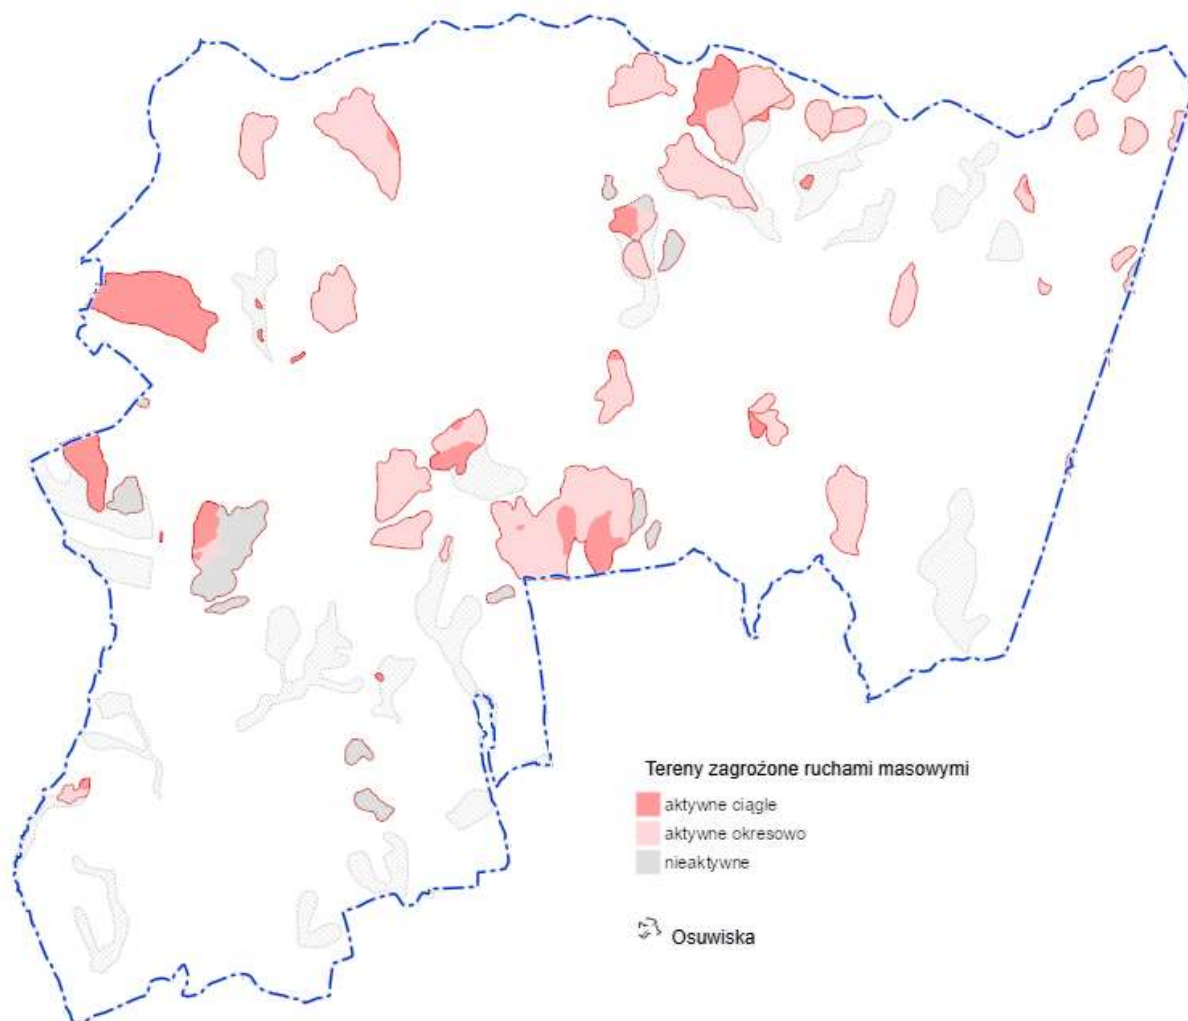 Tereny zagrożone ruchami masowymi
aktywne ciągle
aktywne okresowo
nieaktywne
Osuwiska